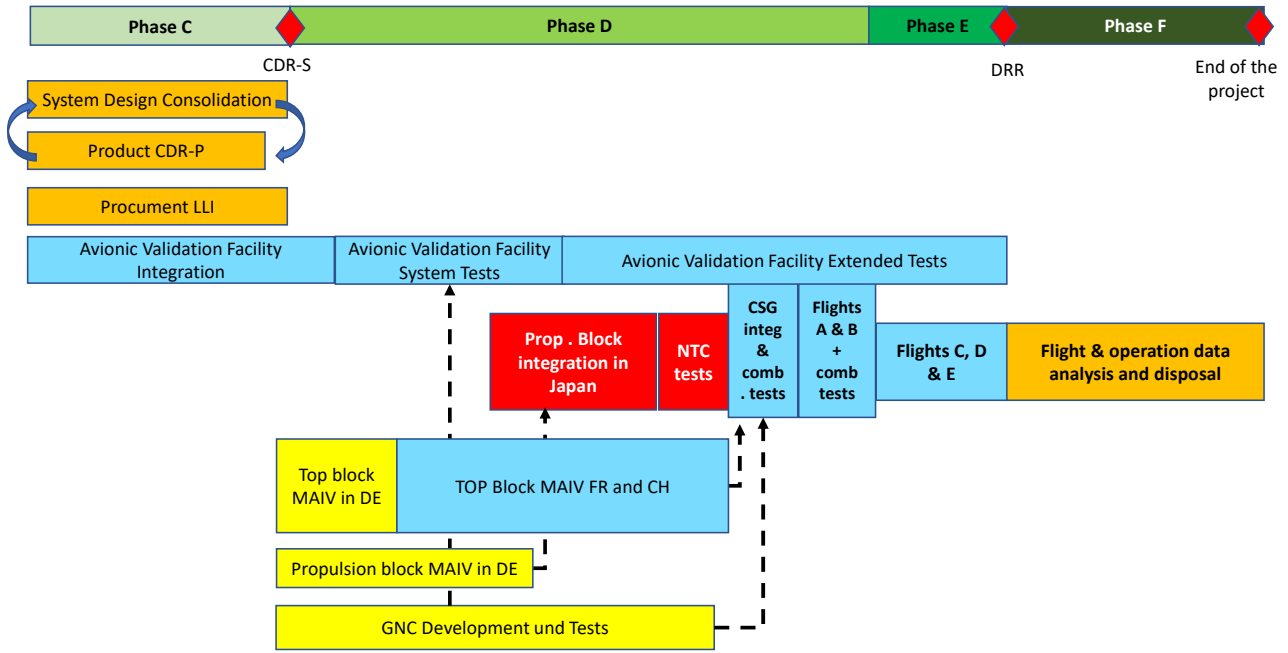 Phase C
Phase D
Phase E
Phase F
CDR-S
DRR
End of the
project
System Design Consolidation
Product CDR-P
Procument LLI
Avionic Validation Facility
Integration
Avionic Validation Facility
System Tests
Avionic Validation Facility Extended Tests
Prop . Block
integration in
Japan
NTC
tests
CSG
integ
&
comb
. tests
Flights
A & B
+
comb
tests
Flights C, D
& E
Flight & operation data
analysis and disposal
Top block
MAIV in DE
TOP Block MAIV FR and CH
Propulsion block MAIV in DE
GNC Development und Tests